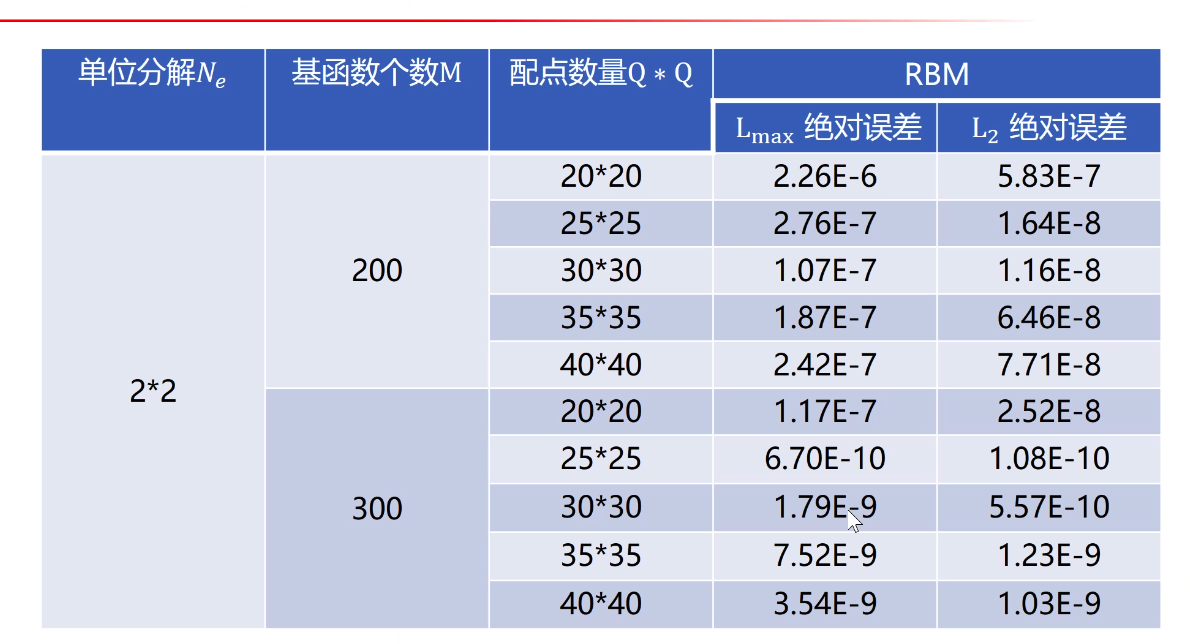 单位分解Nₑ 基函数个数M 配点数量Q * Q RBM
Lmax 绝对误差 L₂ 绝对误差
2*2
200
20*20 2.26E-6 5.83E-7
25*25 2.76E-7 1.64E-8
30*30 1.07E-7 1.16E-8
35*35 1.87E-7 6.46E-8
40*40 2.42E-7 7.71E-8
300
20*20 1.17E-7 2.52E-8
25*25 6.70E-10 1.08E-10
30*30 1.79E-9 5.57E-10
35*35 7.52E-9 1.23E-9
40*40 3.54E-9 1.03E-9